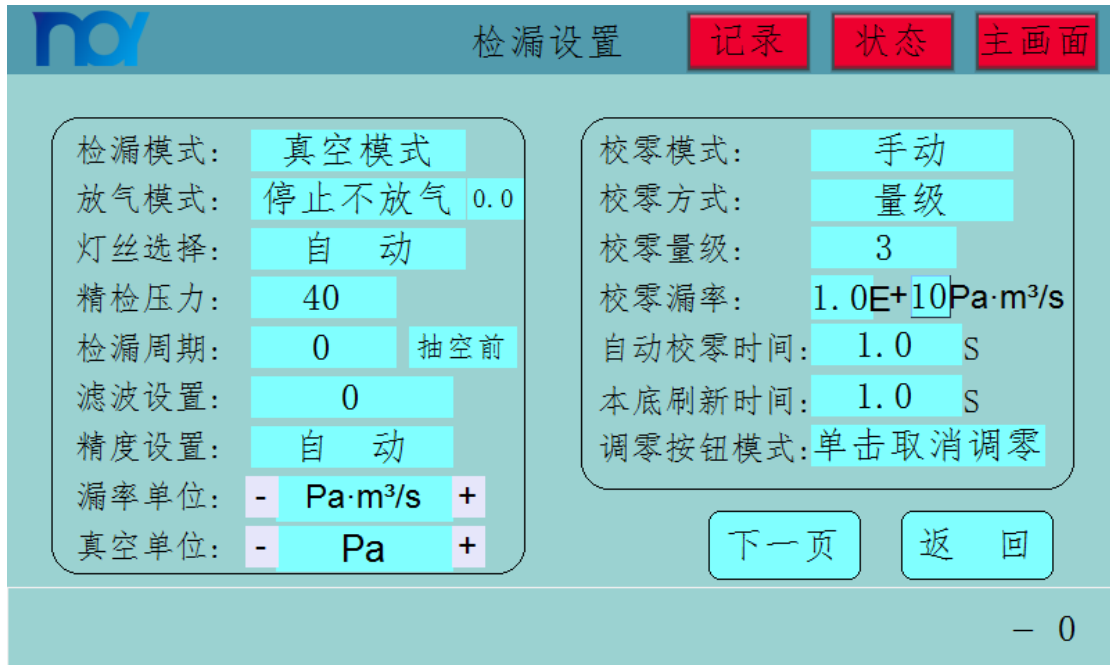 检漏设置
记录
状态
主画面
检漏模式: 真空模式
放气模式: 停止不放气 0.0
灯丝选择: 自 动
精检压力: 40
检漏周期: 0 抽空前
滤波设置: 0
精度设置: 自 动
漏率单位: - Pa·m³/s +
真空单位: - Pa +
校零模式: 手动
校零方式: 量级
校零量级: 3
校零漏率: 1.0E+10Pa·m³/s
自动校零时间: 1.0 S
本底刷新时间: 1.0 S
调零按钮模式: 单击取消调零
下一页
返 回
- 0